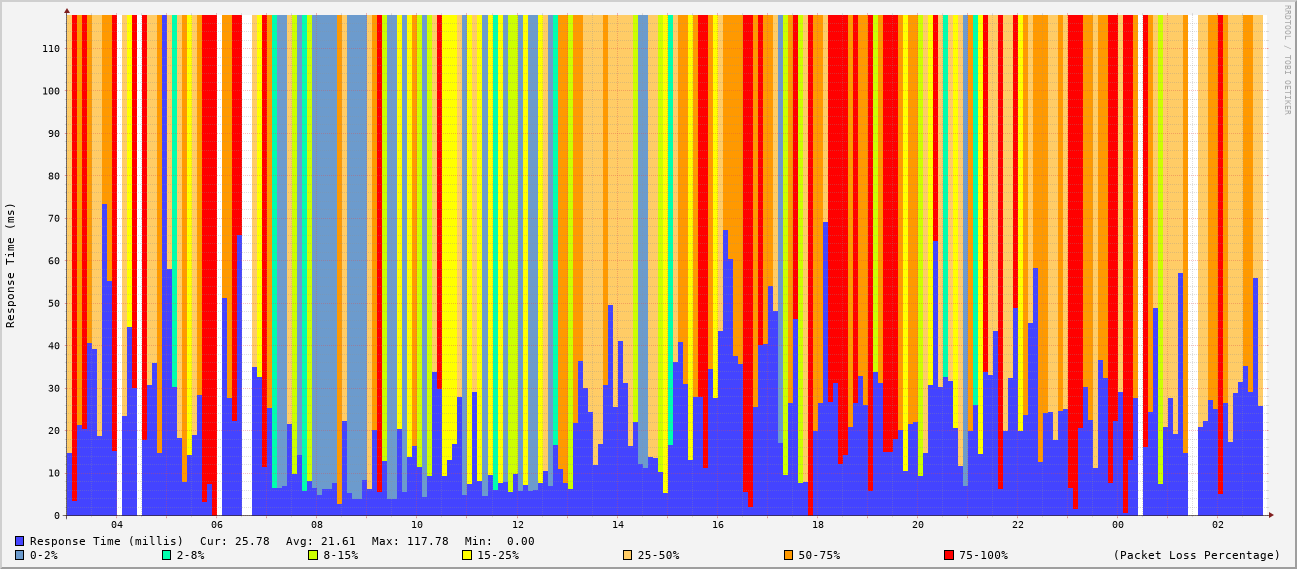 RRDTOOL / TOBI OETIKER
Response Time (ms)
110
100
90
80
70
60
50
40
30
20
10
0
04 06 08 10 12 14 16 18 20 22 00 02
Response Time (millis) Cur: 25.78 Avg: 21.61 Max: 117.78 Min: 0.00
0-2% 2-8% 8-15% 15-25% 25-50% 50-75% 75-100% (Packet Loss Percentage)